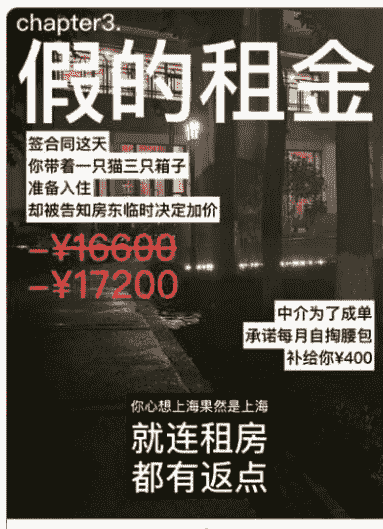 chapter3.
假的租金
签合同这天
你带着一只猫三只箱子
准备入住
却被告知房东临时决定加价
-¥16600
-¥17200
中介为了成单
承诺每月自掏腰包
补给你¥400
你心想上海果然是上海
就连租房
都有返点